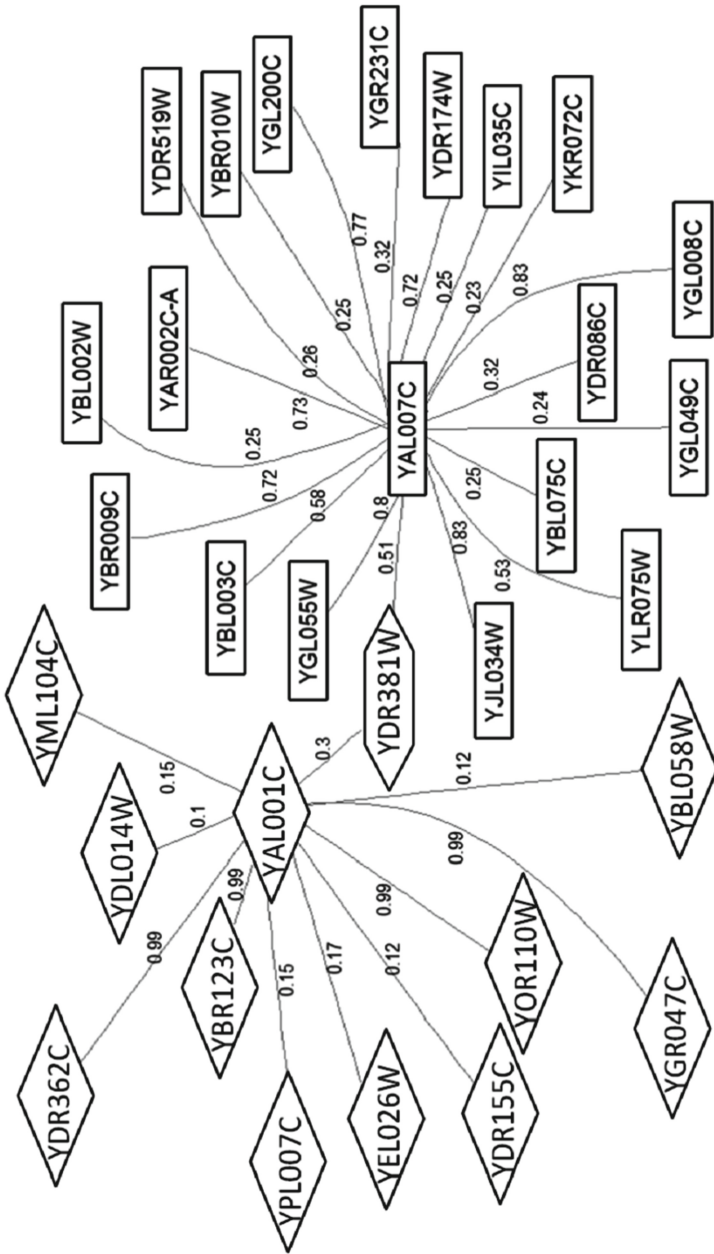 YML104C
YDL014W
YDR362C
YBR123C
YPL007C
YEL026W
YDR155C
YOR110W
YGR047C
YBL058W
YAL001C
YDR381W
0.15
0.1
0.99
0.99
0.15
0.17
0.12
0.99
0.99
0.12
0.3
YAL007C
YBR009C
YBL002W
YAR002C-A
YDR519W
YBR010W
YGL200C
YGR231C
YDR174W
YIL035C
YKR072C
YGL008C
YDR086C
YGL049C
YBL075C
YLR075W
YJL034W
YGL055W
YBL003C
0.72
0.25
0.73
0.26
0.25
0.77
0.32
0.72
0.25
0.23
0.83
0.32
0.24
0.25
0.53
0.83
0.51
0.8
0.58